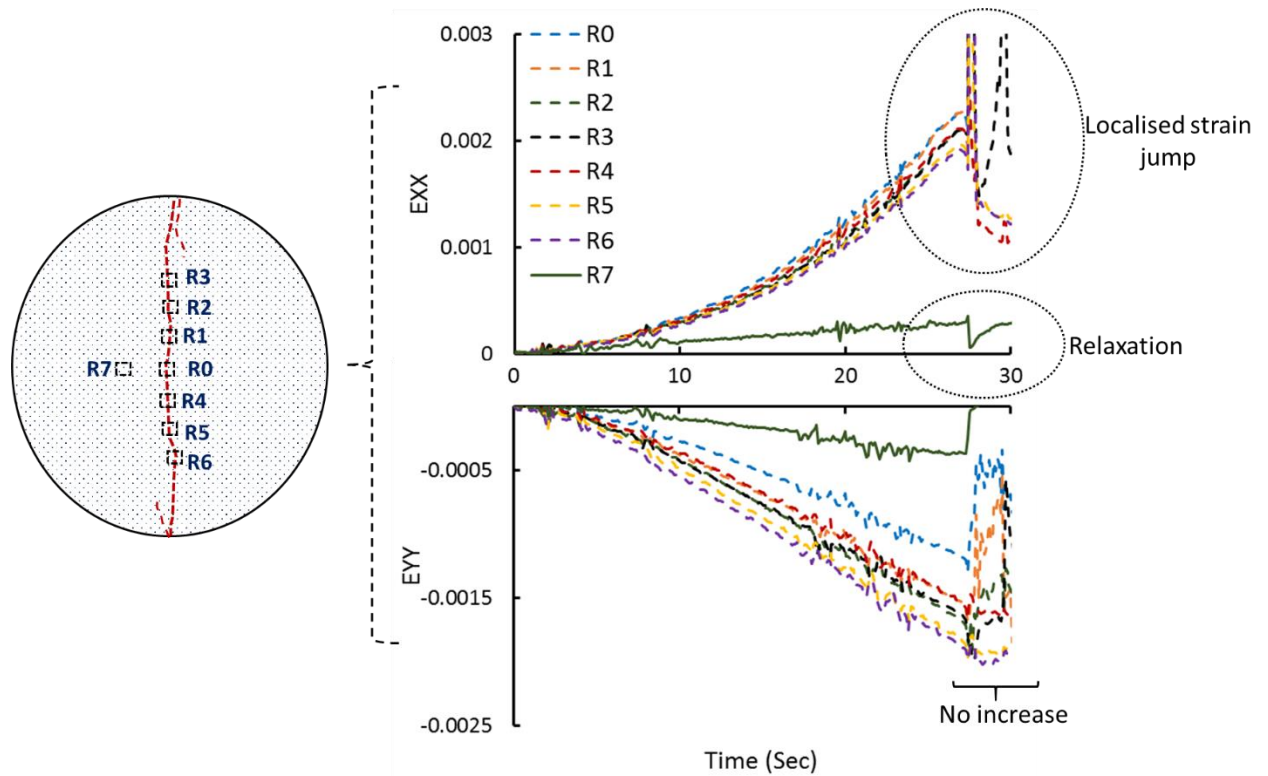 R3
R2
R1
R7
R0
R4
R5
R6
EXX
0.003
0.002
0.001
0
R0
R1
R2
R3
R4
R5
R6
R7
Localised strain
jump
Relaxation
0
10
20
30
EYY
-0.0005
-0.0015
-0.0025
No increase
Time (Sec)